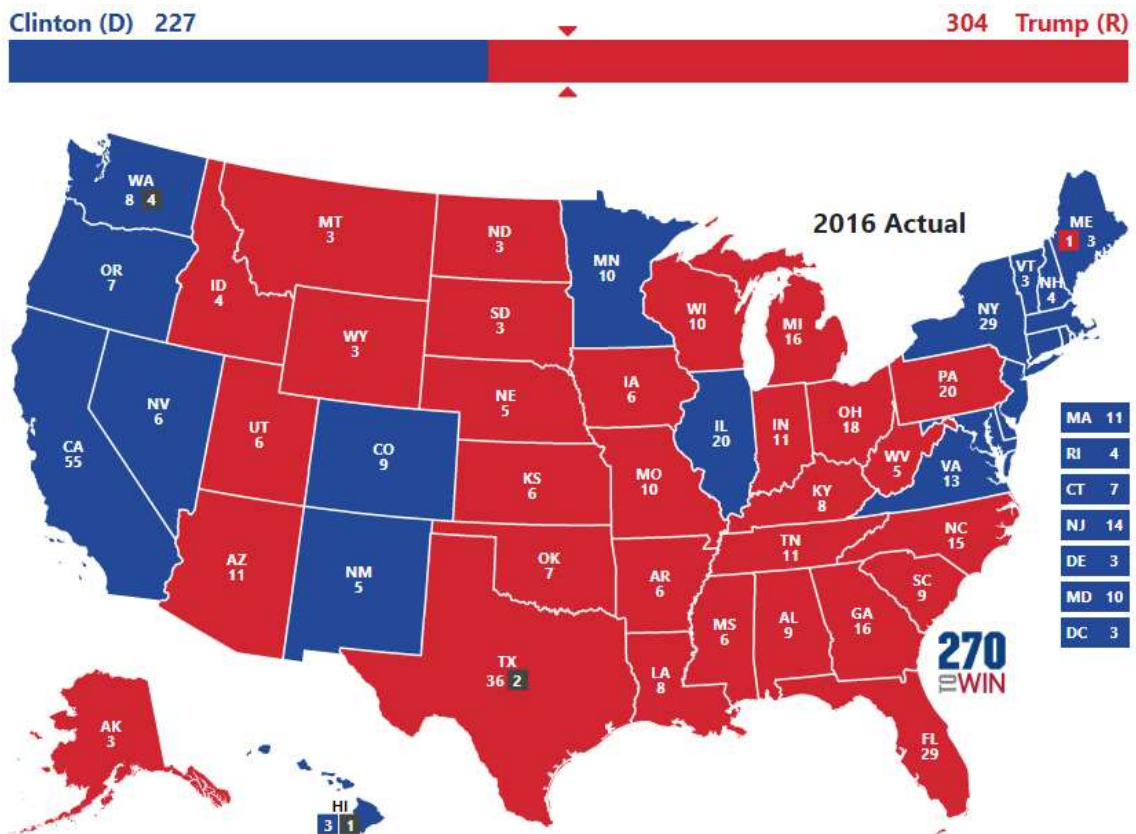 Clinton (D) 227
304 Trump (R)
2016 Actual
WA
8 4
OR
7
CA
55
NV
6
ID
4
MT
3
WY
3
UT
6
AZ
11
CO
9
NM
5
ND
3
SD
3
NE
5
KS
6
OK
7
TX
36 2
MN
10
IA
6
MO
10
AR
6
LA
8
WI
10
IL
20
MI
16
IN
11
OH
18
KY
8
TN
11
MS
6
AL
9
GA
16
FL
29
SC
9
NC
15
VA
13
WV
5
PA
20
NY
29
VT
3
NH
4
ME
1 3
MA 11
RI 4
CT 7
NJ 14
DE 3
MD 10
DC 3
AK
3
HI
3 1
270
TO WIN